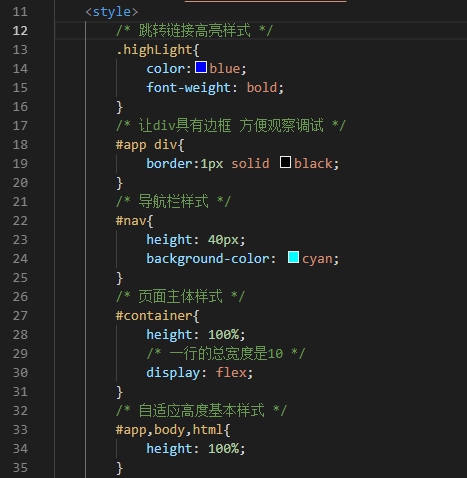 11 <style>
12 /* 跳转链接高亮样式 */
13 .highLight{
14 color:blue;
15 font-weight: bold;
16 }
17 /* 让div具有边框 方便观察调试 */
18 #app div{
19 border:1px solid black;
20 }
21 /* 导航栏样式 */
22 #nav{
23 height: 40px;
24 background-color: cyan;
25 }
26 /* 页面主体样式 */
27 #container{
28 height: 100%;
29 /* 一行的总宽度是10 */
30 display: flex;
31 }
32 /* 自适应高度基本样式 */
33 #app,body,html{
34 height: 100%;
35 }